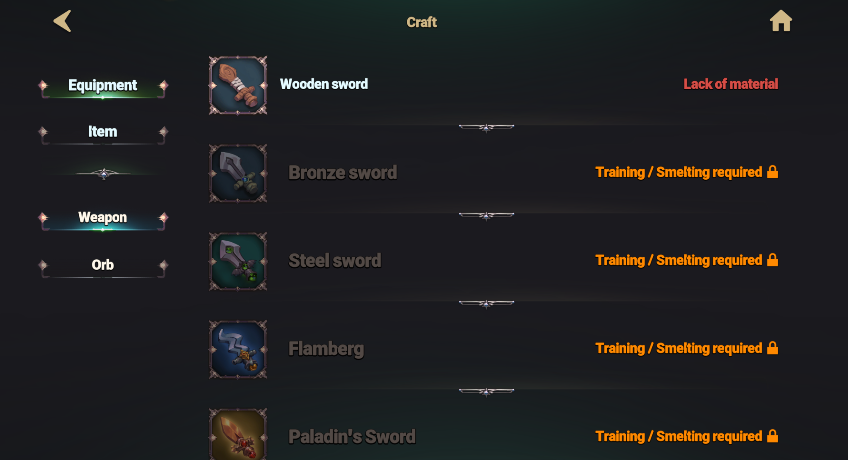 Craft
Equipment
Item
Weapon
Orb
Wooden sword
Lack of material
Bronze sword
Training / Smelting required
Steel sword
Training / Smelting required
Flamberg
Training / Smelting required
Paladin's Sword
Training / Smelting required